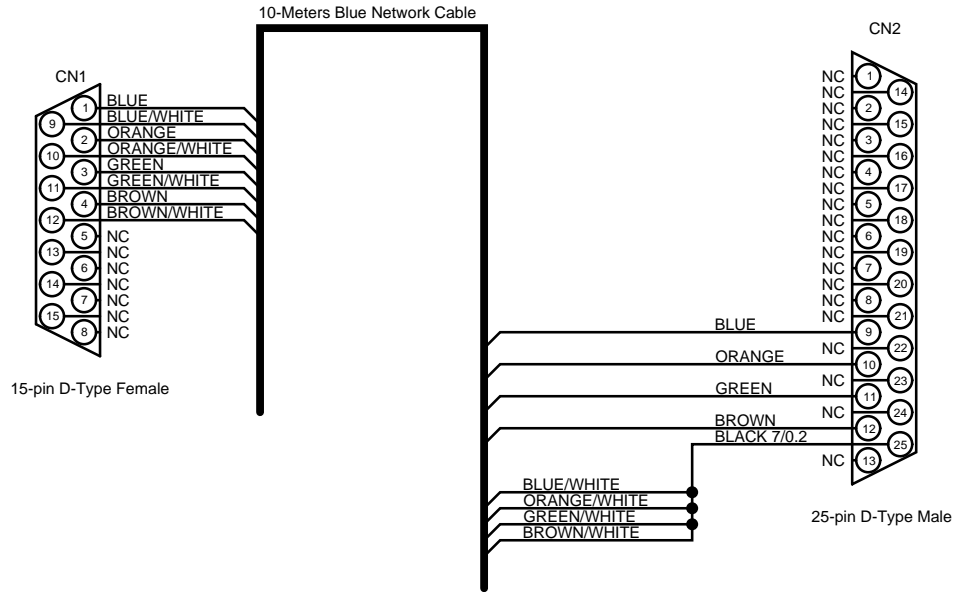 10-Meters Blue Network Cable
CN1
1 BLUE
9 BLUE/WHITE
2 ORANGE
10 ORANGE/WHITE
3 GREEN
11 GREEN/WHITE
4 BROWN
12 BROWN/WHITE
5 NC
13 NC
6 NC
14 NC
7 NC
15 NC
8 NC
15-pin D-Type Female
CN2
NC 1
NC 14
NC 2
NC 15
NC 3
NC 16
NC 4
NC 17
NC 5
NC 18
NC 6
NC 19
NC 7
NC 20
NC 8
NC 21
BLUE 9
NC 22
ORANGE 10
NC 23
GREEN 11
NC 24
BROWN 12
BLACK 7/0.2 25
NC 13
BLUE/WHITE
ORANGE/WHITE
GREEN/WHITE
BROWN/WHITE
25-pin D-Type Male